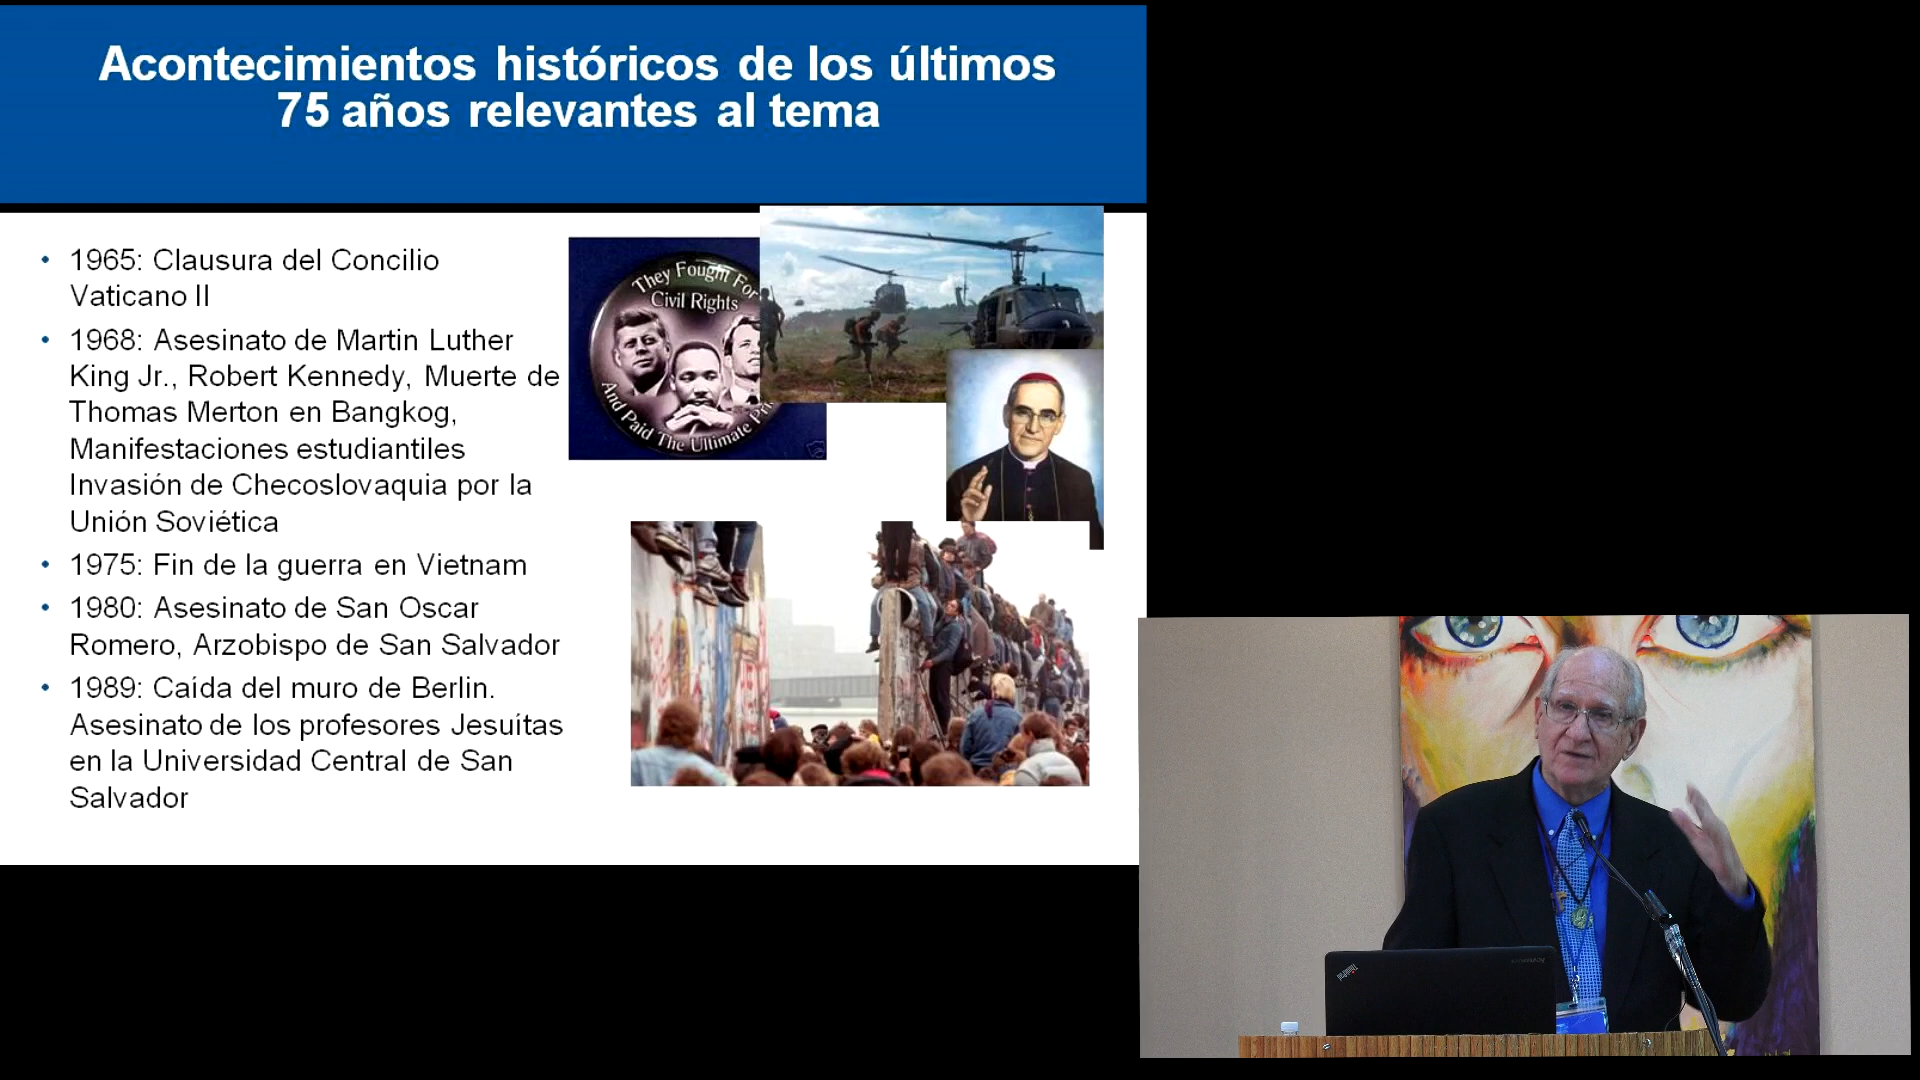 Acontecimientos históricos de los últimos
75 años relevantes al tema
• 1965: Clausura del Concilio
Vaticano II
• 1968: Asesinato de Martin Luther
King Jr., Robert Kennedy, Muerte de
Thomas Merton en Bangkog,
Manifestaciones estudiantiles
Invasión de Checoslovaquia por la
Unión Soviética
• 1975: Fin de la guerra en Vietnam
• 1980: Asesinato de San Oscar
Romero, Arzobispo de San Salvador
• 1989: Caída del muro de Berlin.
Asesinato de los profesores Jesuítas
en la Universidad Central de San
Salvador
They Fought For
Civil Rights
And Paid The Ultimate
ThinkPad